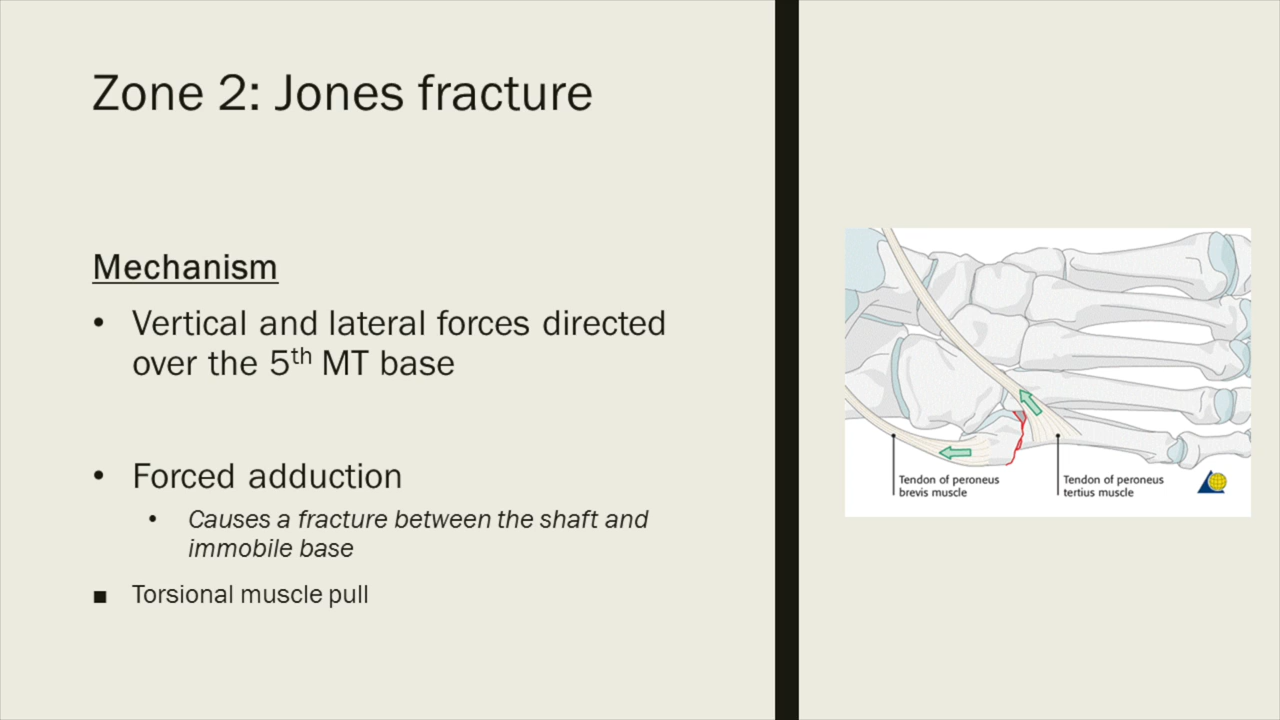 Zone 2: Jones fracture
Mechanism
• Vertical and lateral forces directed
over the 5th MT base
• Forced adduction
• Causes a fracture between the shaft and
immobile base
■ Torsional muscle pull
Tendon of peroneus
brevis muscle
Tendon of peroneus
tertius muscle